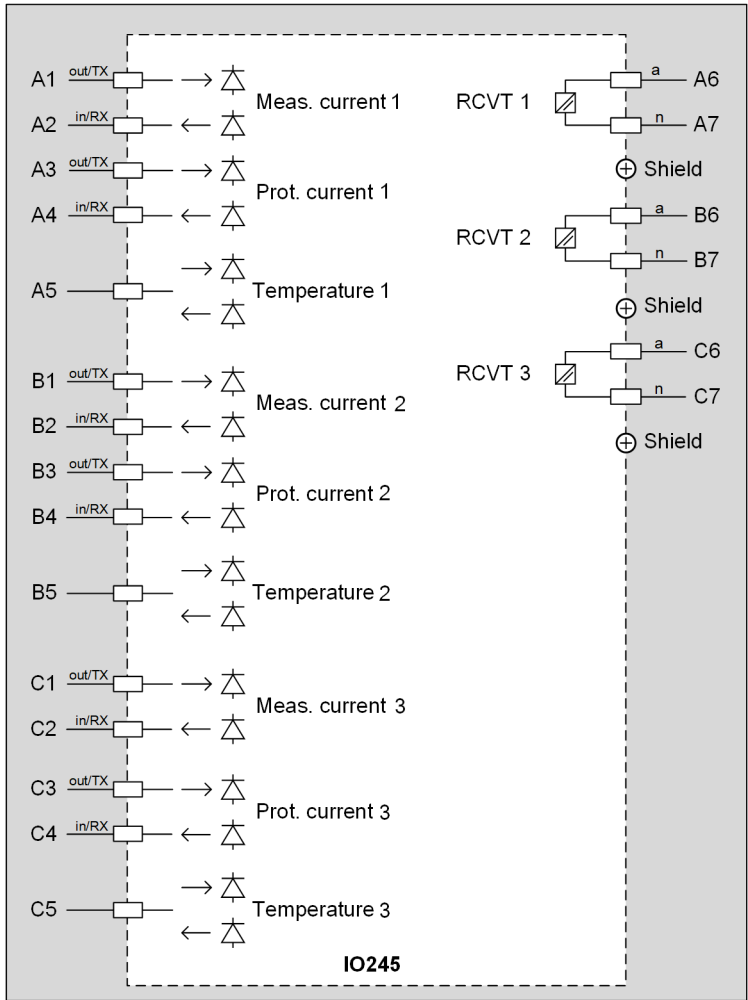 A1 out/TX
Meas. current 1
A2 in/RX
A3 out/TX
Prot. current 1
A4 in/RX
A5
Temperature 1
B1 out/TX
Meas. current 2
B2 in/RX
B3 out/TX
Prot. current 2
B4 in/RX
B5
Temperature 2
C1 out/TX
Meas. current 3
C2 in/RX
C3 out/TX
Prot. current 3
C4 in/RX
C5
Temperature 3
RCVT 1
a A6
n A7
Shield
RCVT 2
a B6
n B7
Shield
RCVT 3
a C6
n C7
Shield
IO245